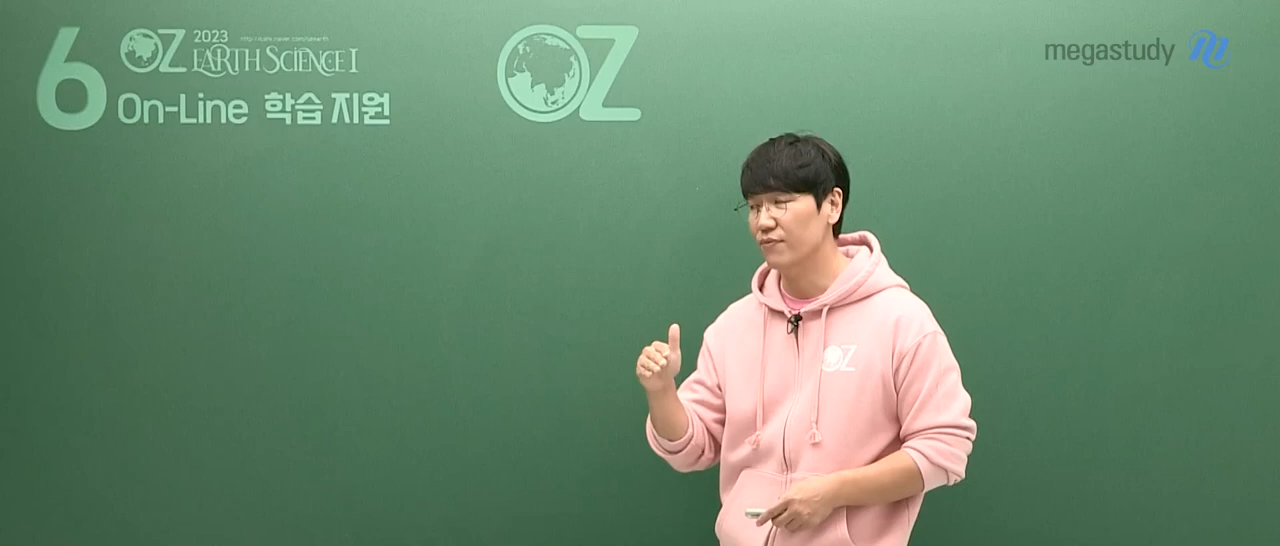 6
OZ 2023 EARTH SCIENCE I
On-Line 학습 지원
OZ
megastudy
OZ